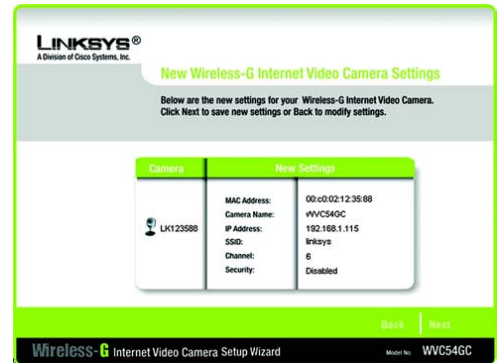 LINKSYS®
A Division of Cisco Systems, Inc.
New Wireless-G Internet Video Camera Settings
Below are the new settings for your Wireless-G Internet Video Camera.
Click Next to save new settings or Back to modify settings.
Camera New Settings
LK123588
MAC Address: 00:c0:02:12:35:88
Camera Name: WVC54GC
IP Address: 192.168.1.115
SSID: linksys
Channel: 6
Security: Disabled
Back Next
Wireless-G Internet Video Camera Setup Wizard Model No. WVC54GC